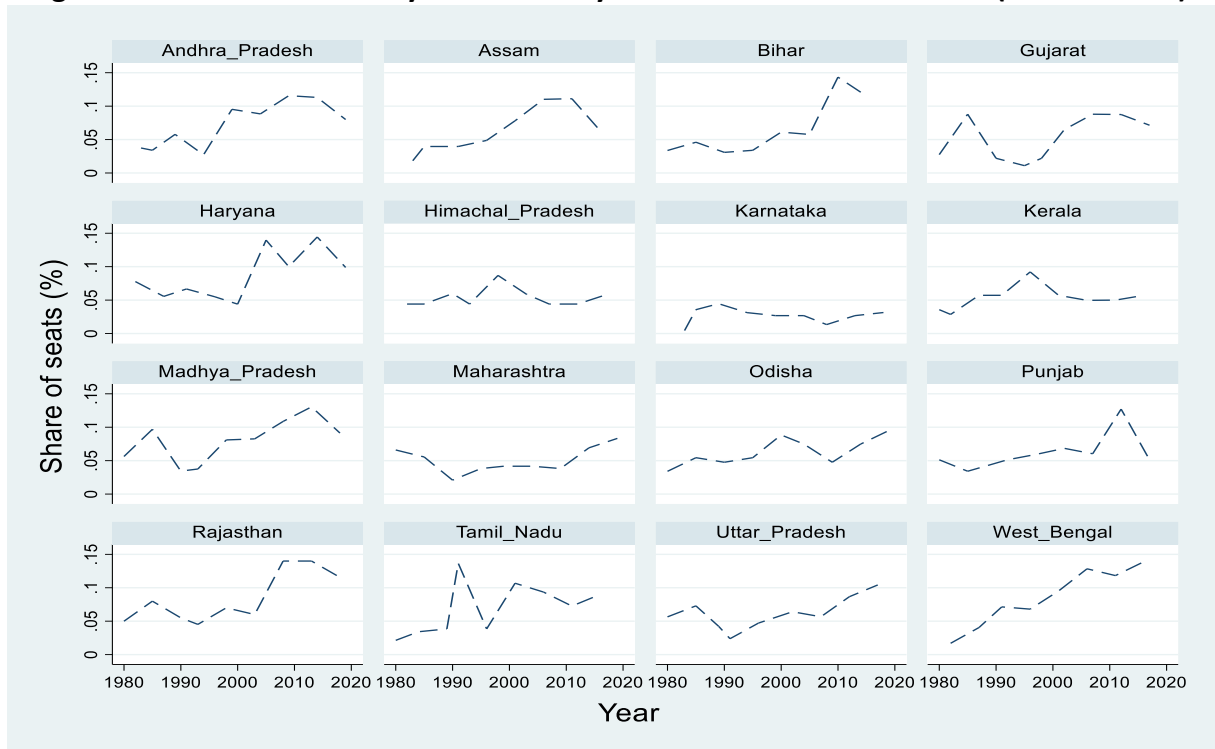 Andhra_Pradesh Assam Bihar Gujarat
0 .05 .1 .15
Haryana Himachal_Pradesh Karnataka Kerala
0 .05 .1 .15
Madhya_Pradesh Maharashtra Odisha Punjab
0 .05 .1 .15
Rajasthan Tamil_Nadu Uttar_Pradesh West_Bengal
0 .05 .1 .15
Share of seats (%)
1980 1990 2000 2010 2020 1980 1990 2000 2010 2020 1980 1990 2000 2010 2020 1980 1990 2000 2010 2020
Year